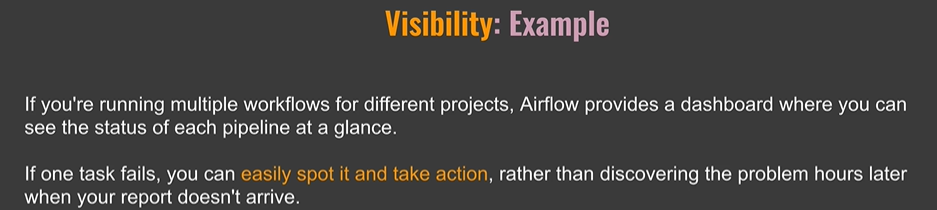 Visibility: Example
If you're running multiple workflows for different projects, Airflow provides a dashboard where you can
see the status of each pipeline at a glance.
If one task fails, you can easily spot it and take action, rather than discovering the problem hours later
when your report doesn't arrive.